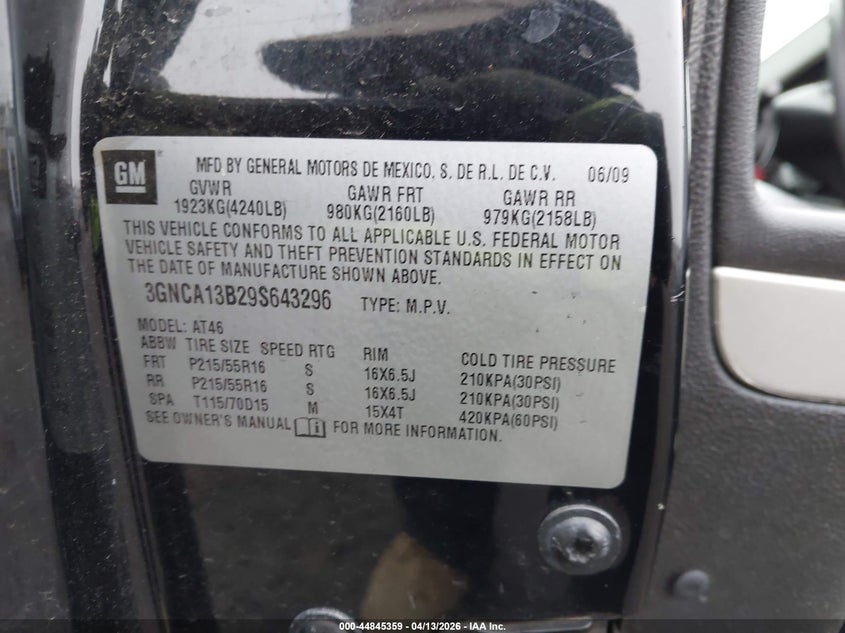 GM
MFD BY GENERAL MOTORS DE MEXICO, S. DE R.L. DE C.V. 06/09
GVWR GAWR FRT GAWR RR
1923KG(4240LB) 980KG(2160LB) 979KG(2158LB)
THIS VEHICLE CONFORMS TO ALL APPLICABLE U.S. FEDERAL MOTOR
VEHICLE SAFETY AND THEFT PREVENTION STANDARDS IN EFFECT ON
THE DATE OF MANUFACTURE SHOWN ABOVE.
3GNCA13B29S643296 TYPE: M.P.V.
MODEL: AT46
ABBW TIRE SIZE SPEED RTG RIM COLD TIRE PRESSURE
FRT P215/55R16 S 16X6.5J 210KPA(30PSI)
RR P215/55R16 S 16X6.5J 210KPA(30PSI)
SPA T115/70D15 M 15X4T 420KPA(60PSI)
SEE OWNER'S MANUAL i FOR MORE INFORMATION.
000-44845359 04/13/2026 IAA Inc.